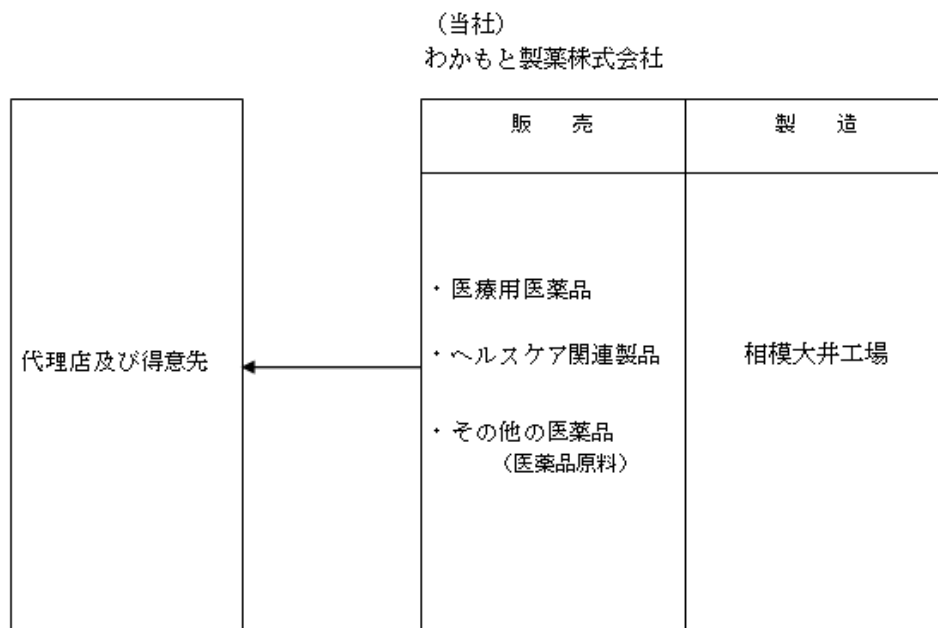 （当社）
わかもと製薬株式会社
販　売
製　造
・医療用医薬品
・ヘルスケア関連製品
・その他の医薬品
（医薬品原料）
相模大井工場
代理店及び得意先